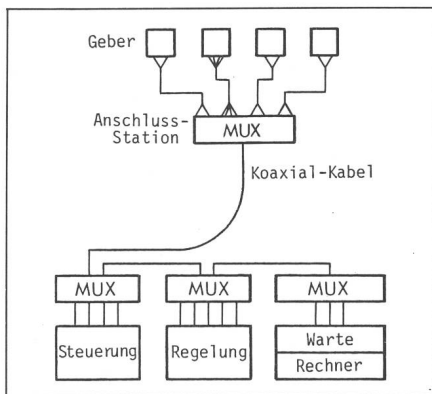 Geber
Anschluss-
Station
MUX
Koaxial-Kabel
MUX
MUX
MUX
Steuerung
Regelung
Warte
Rechner